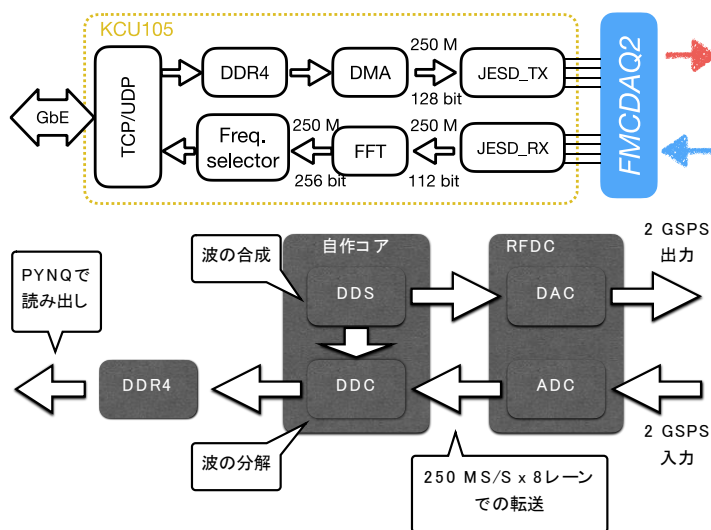 KCU105
GbE
TCP/UDP
DDR4
DMA
250 M
128 bit
JESD_TX
FMCDAQ2
Freq.
selector
250 M
256 bit
FFT
250 M
112 bit
JESD_RX
自作コア
RFDC
波の合成
PYNQで
読み出し
DDS
DAC
2 GSPS
出力
DDR4
DDC
ADC
2 GSPS
入力
波の分解
250 MS/S x 8レーン
での転送